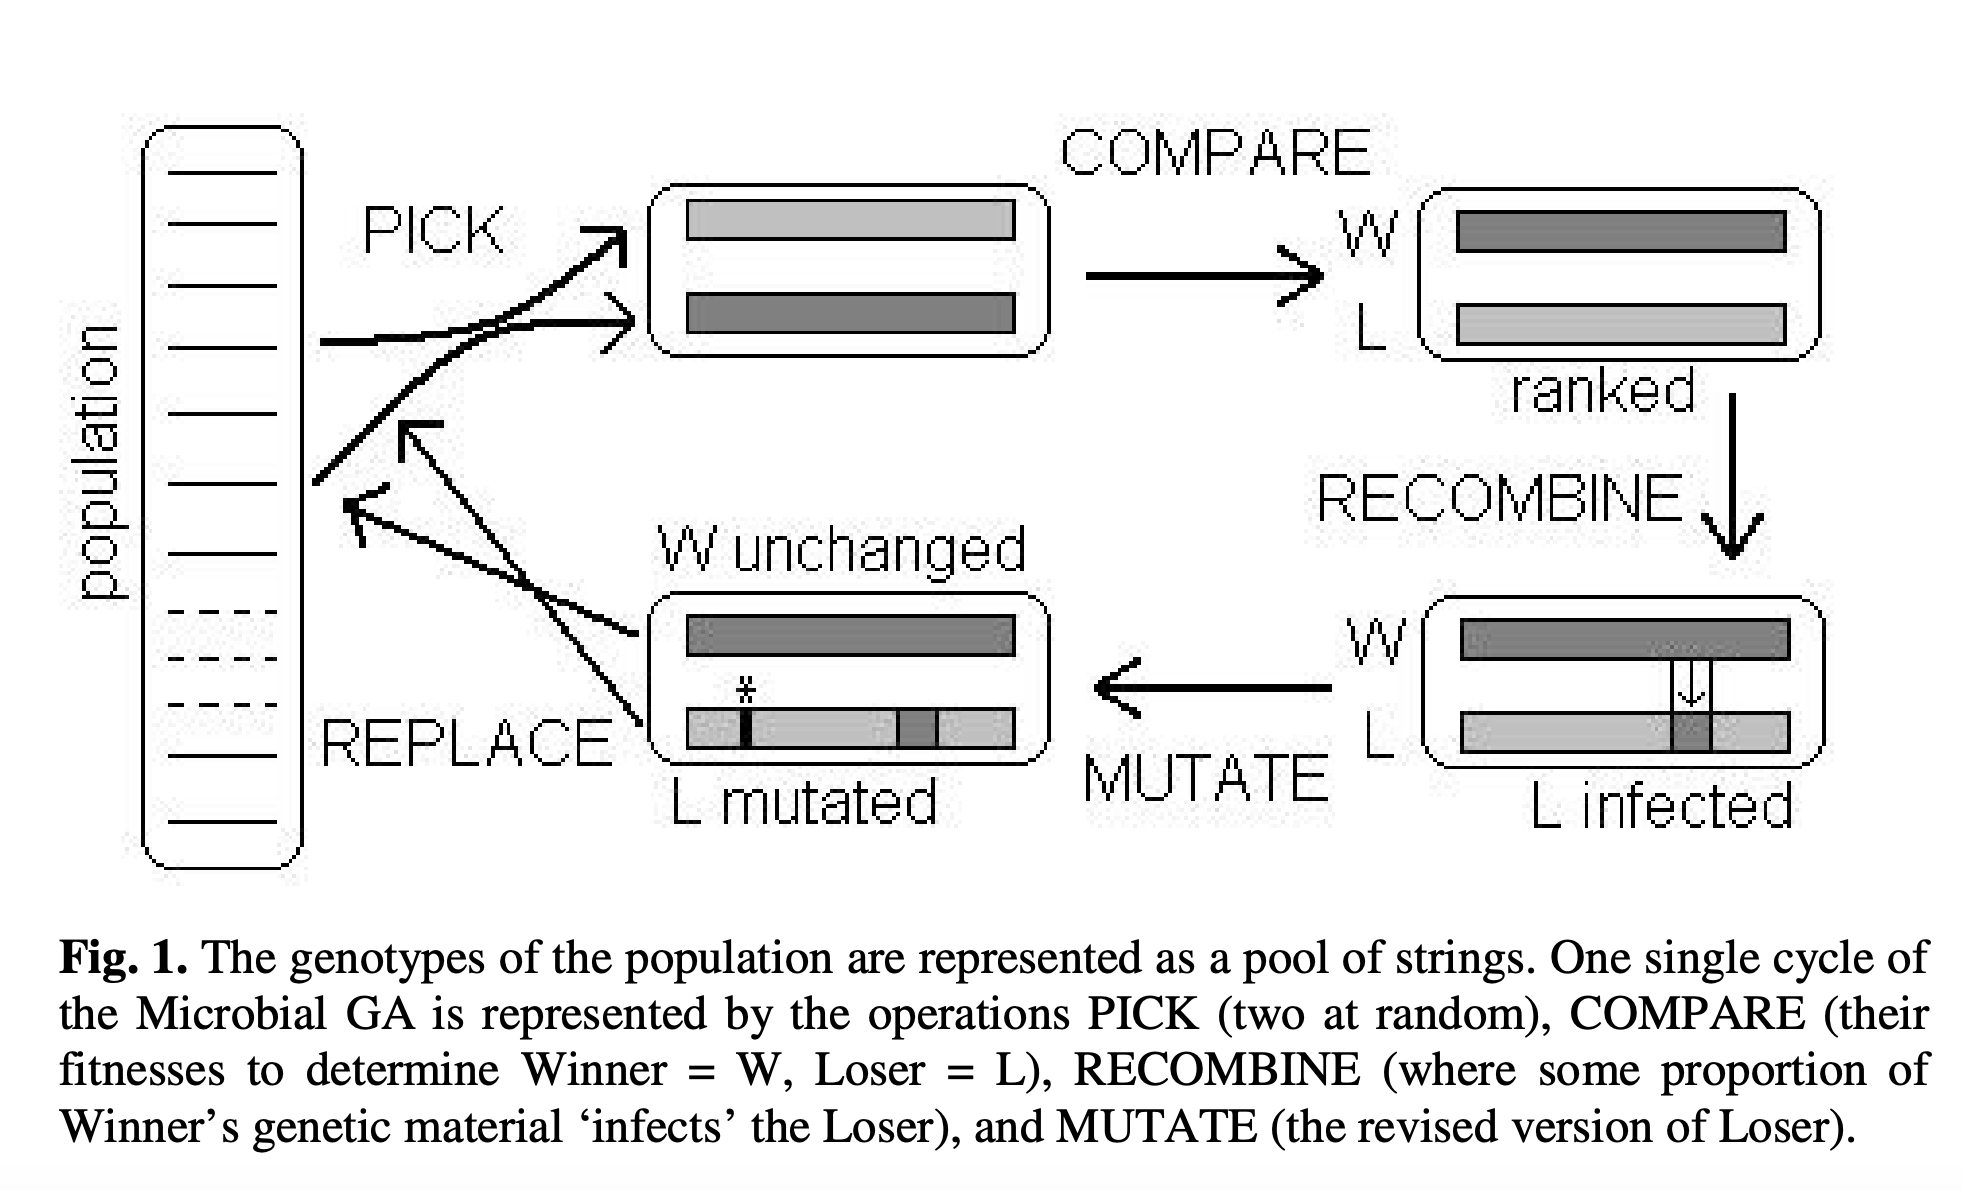 population
PICK
COMPARE
W
L
ranked
RECOMBINE
W
L
L infected
MUTATE
W unchanged
*
L mutated
REPLACE
Fig. 1. The genotypes of the population are represented as a pool of strings. One single cycle of
the Microbial GA is represented by the operations PICK (two at random), COMPARE (their
fitnesses to determine Winner = W, Loser = L), RECOMBINE (where some proportion of
Winner’s genetic material ‘infects’ the Loser), and MUTATE (the revised version of Loser).